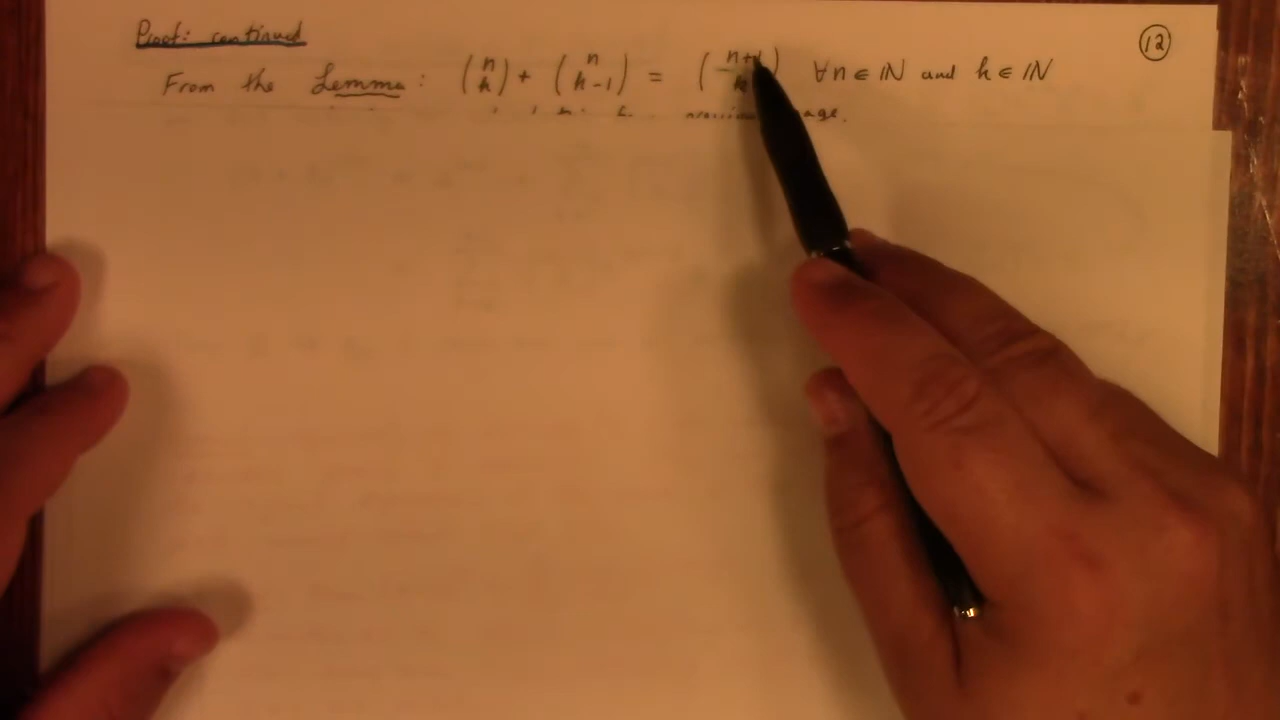 Proof: continued
12
From the Lemma : (n k) + (n k-1) = (n+1 k) ∀ n ∈ ℕ and k ∈ ℕ